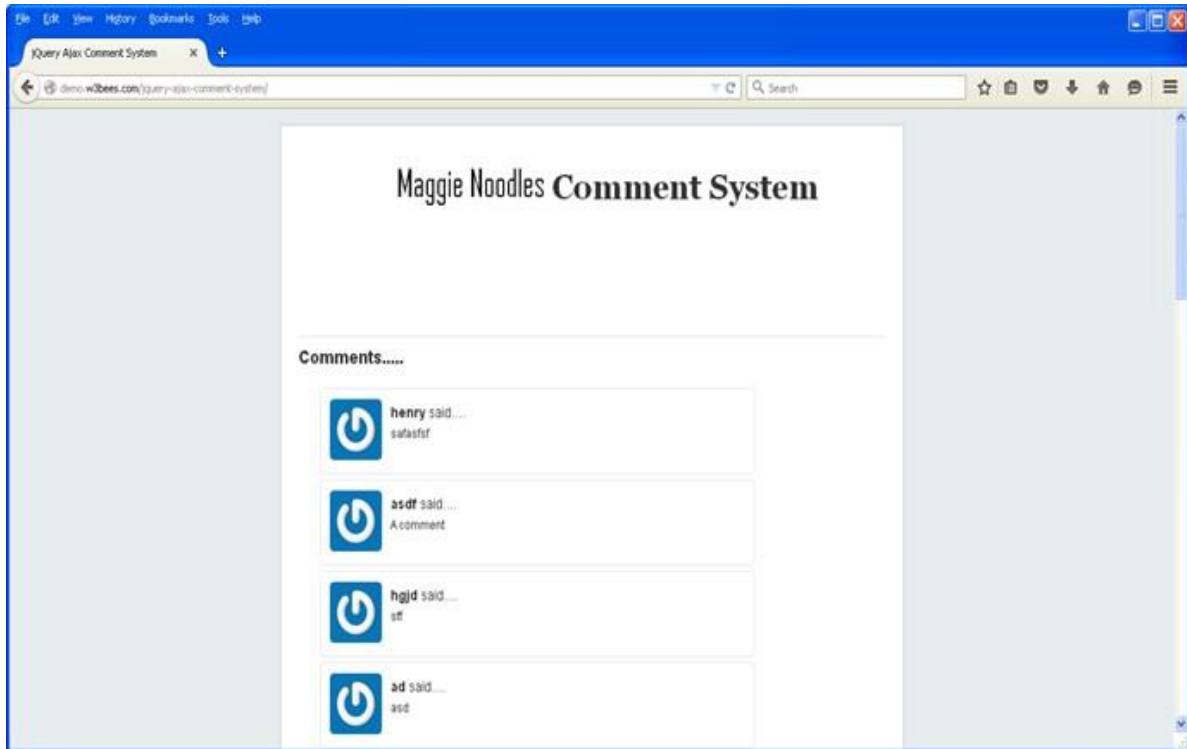 File Edit View History Bookmarks Tools Help
jQuery Ajax Comment System × +
demo.w3bees.com/jquery-ajax-comment-system/
Search
Maggie Noodles Comment System
Comments.....
henry said....
safasfsf
asdf said....
A comment
hgjd said....
sff
ad said....
asd